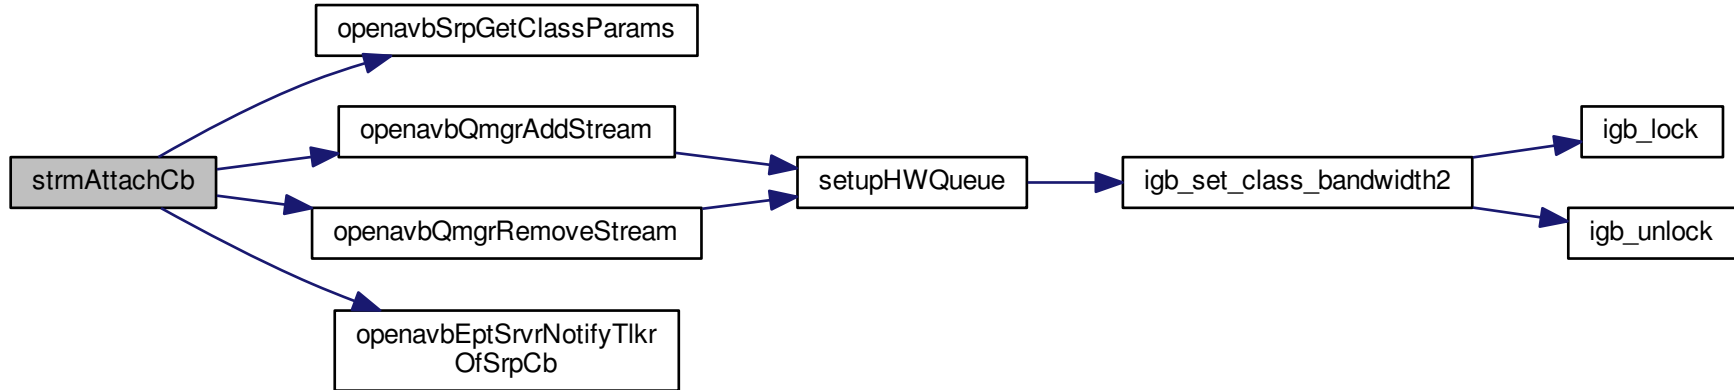 openavbSrpGetClassParams
openavbQmgrAddStream
igb_lock
strmAttachCb
setupHWQueue
igb_set_class_bandwidth2
openavbQmgrRemoveStream
igb_unlock
openavbEptSrvrNotifyTlkr
OfSrpCb